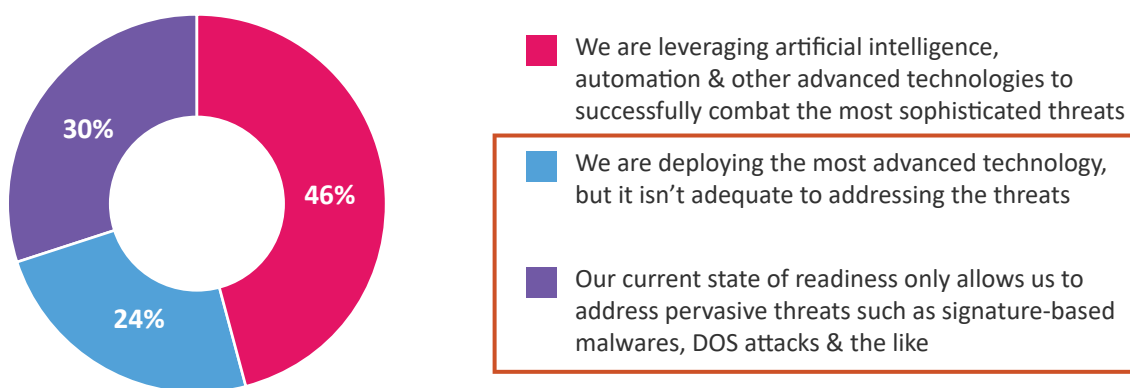 30%
46%
24%
We are leveraging artificial intelligence,
automation & other advanced technologies to
successfully combat the most sophisticated threats
We are deploying the most advanced technology,
but it isn’t adequate to addressing the threats
Our current state of readiness only allows us to
address pervasive threats such as signature-based
malwares, DOS attacks & the like